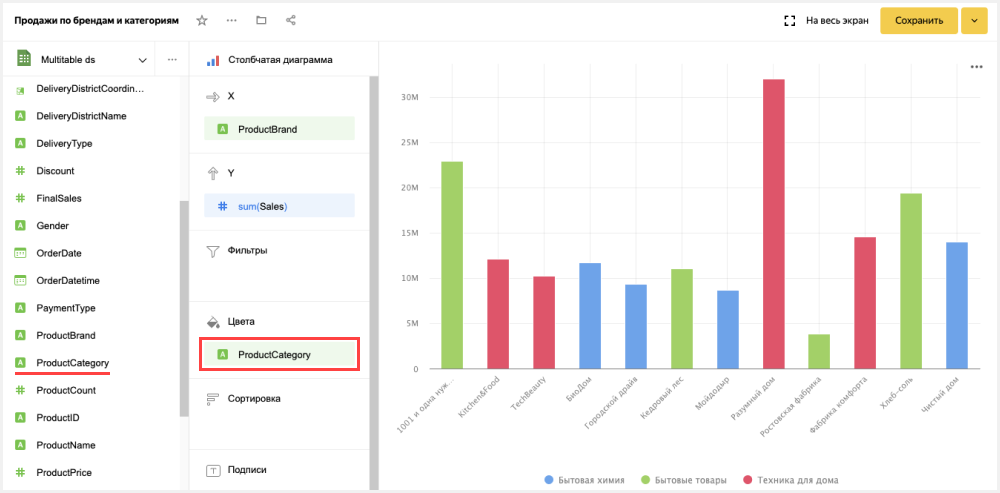 Продажи по брендам и категориям
На весь экран
Сохранить
Multitable ds
DeliveryDistrictCoordin...
DeliveryDistrictName
DeliveryType
Discount
FinalSales
Gender
OrderDate
OrderDatetime
PaymentType
ProductBrand
ProductCategory
ProductCount
ProductID
ProductName
ProductPrice
Столбчатая диаграмма
X
ProductBrand
Y
sum(Sales)
Фильтры
Цвета
ProductCategory
Сортировка
Подписи
30M
25M
20M
15M
10M
5M
0
1001 и одна нуж...
Kitchen&Food
TechBeauty
БиоДом
Городской драйв
Кедровый лес
Мойдодыр
Разумный дом
Ростовская фабрика
Фабрика комфорта
Хлеб-соль
Чистый дом
Бытовая химия
Бытовые товары
Техника для дома